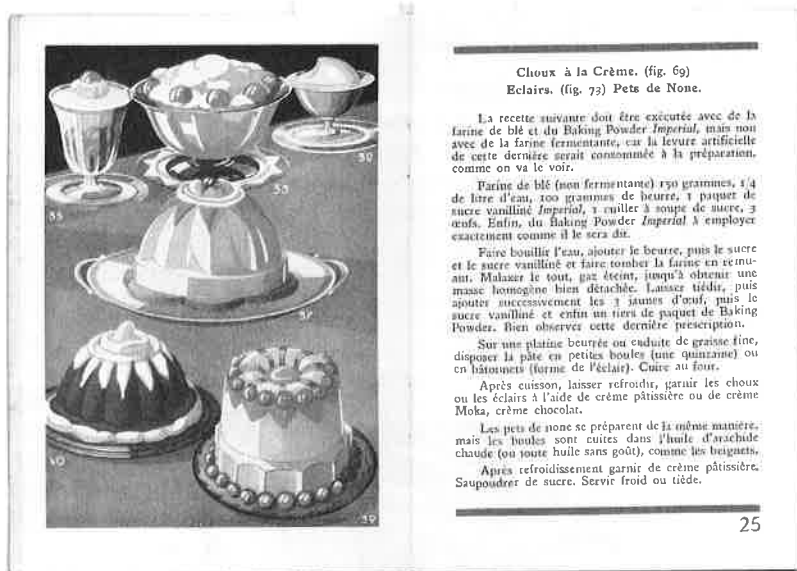 55
53
52
54
40
39
Choux à la Crème. (fig. 69)
Eclairs. (fig. 73) Pets de None.
La recette suivante doit être exécutée avec de la
farine de blé et du Baking Powder Imperial, mais non
avec de la farine fermentante, car la levure artificielle
de cette dernière serait consommée à la préparation,
comme on va le voir.
Farine de blé (non fermentante) 150 grammes, 1/4
de litre d'eau, 100 grammes de beurre, 1 paquet de
sucre vanilliné Imperial, 1 cuiller à soupe de sucre, 3
œufs. Enfin, du Baking Powder Imperial à employer
exactement comme il le sera dit.
Faire bouillir l'eau, ajouter le beurre, puis le sucre
et le sucre vanilliné et faire tomber la farine en remu-
ant. Malaxer le tout, gaz éteint, jusqu'à obtenir une
masse homogène bien détachée. Laisser tiédir, puis
ajouter successivement les 3 jaunes d'œuf, puis le
sucre vanilliné et enfin un tiers de paquet de Baking
Powder. Bien observer cette dernière prescription.
Sur une platine beurrée ou enduite de graisse fine,
disposer la pâte en petites boules (une quinzaine) ou
en bâtonnets (forme de l'éclair). Cuire au four.
Après cuisson, laisser refroidir, garnir les choux
ou les éclairs à l'aide de crème pâtissière ou de crème
Moka, crème chocolat.
Les pets de none se préparent de la même manière,
mais les boules sont cuites dans l'huile d'arachide
chaude (ou toute huile sans goût), comme les beignets.
Après refroidissement garnir de crème pâtissière.
Saupoudrer de sucre. Servir froid ou tiède.
25